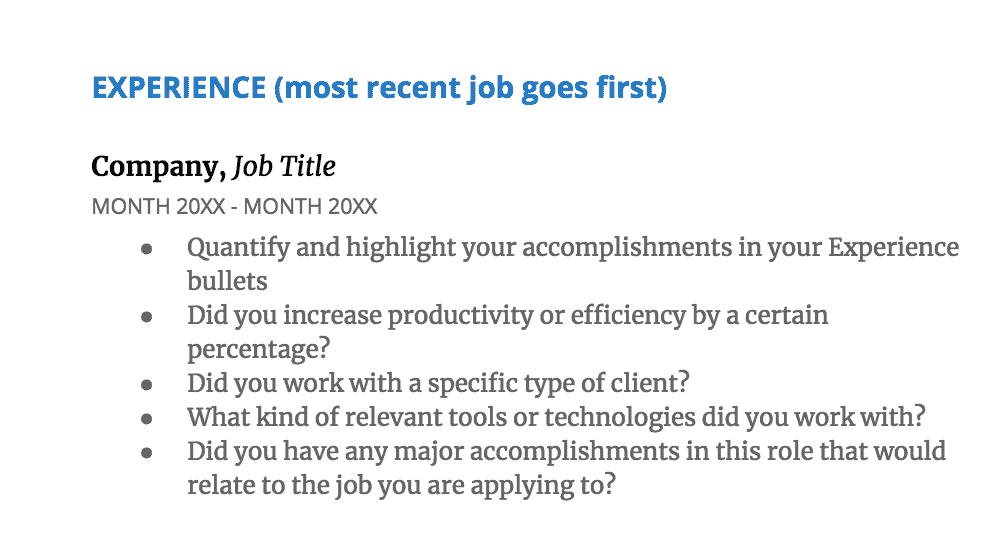 EXPERIENCE (most recent job goes first)
Company, Job Title
MONTH 20XX - MONTH 20XX
● Quantify and highlight your accomplishments in your Experience
bullets
● Did you increase productivity or efficiency by a certain
percentage?
● Did you work with a specific type of client?
● What kind of relevant tools or technologies did you work with?
● Did you have any major accomplishments in this role that would
relate to the job you are applying to?